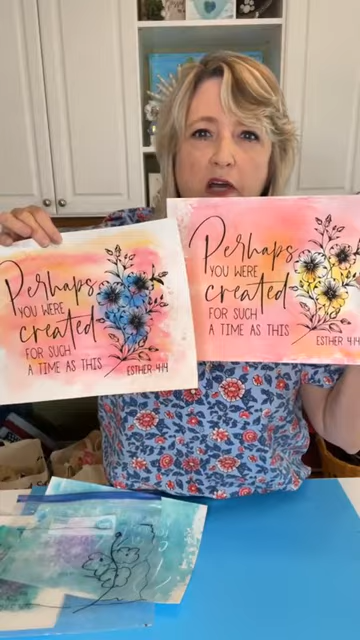 Perhaps
YOU WERE
created
FOR SUCH
A TIME AS THIS
ESTHER 4:14
Perhaps
YOU WERE
created
FOR SUCH
A TIME AS THIS
ESTHER 4:14